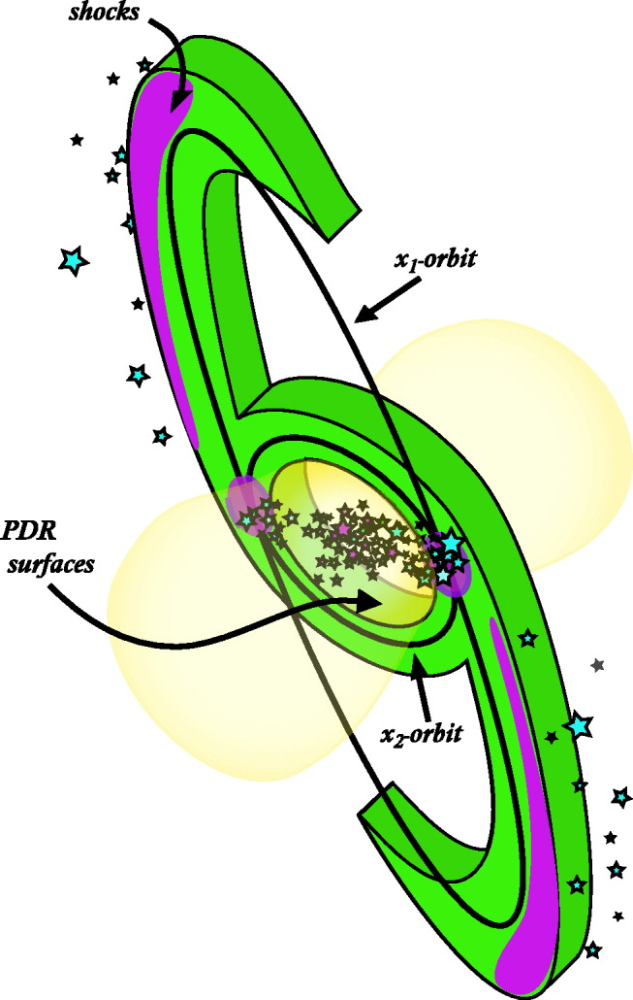 shocks
x1-orbit
PDR
surfaces
x2-orbit